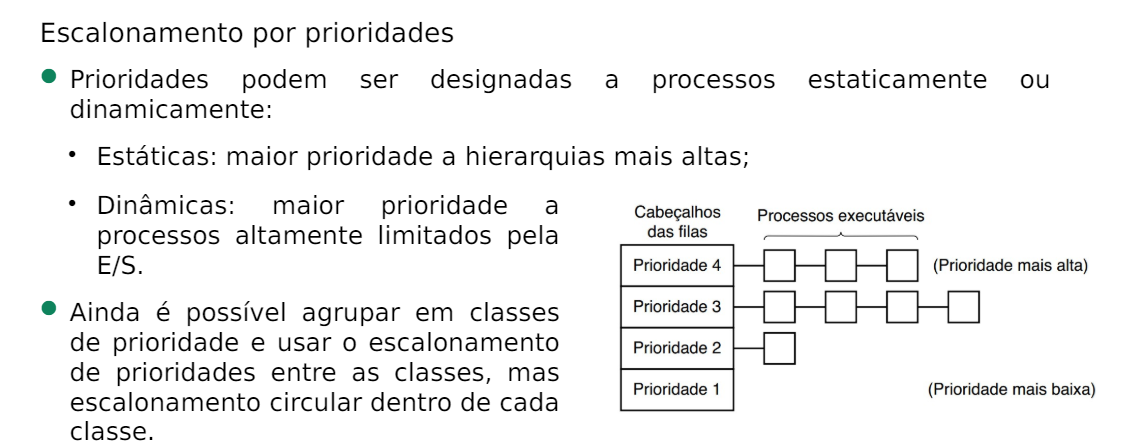 Escalonamento por prioridades
Prioridades podem ser designadas a processos estaticamente ou
dinamicamente:
Estáticas: maior prioridade a hierarquias mais altas;
Dinâmicas: maior prioridade a
processos altamente limitados pela
E/S.
Ainda é possível agrupar em classes
de prioridade e usar o escalonamento
de prioridades entre as classes, mas
escalonamento circular dentro de cada
classe.
Cabeçalhos
das filas
Processos executáveis
Prioridade 4
(Prioridade mais alta)
Prioridade 3
Prioridade 2
Prioridade 1
(Prioridade mais baixa)